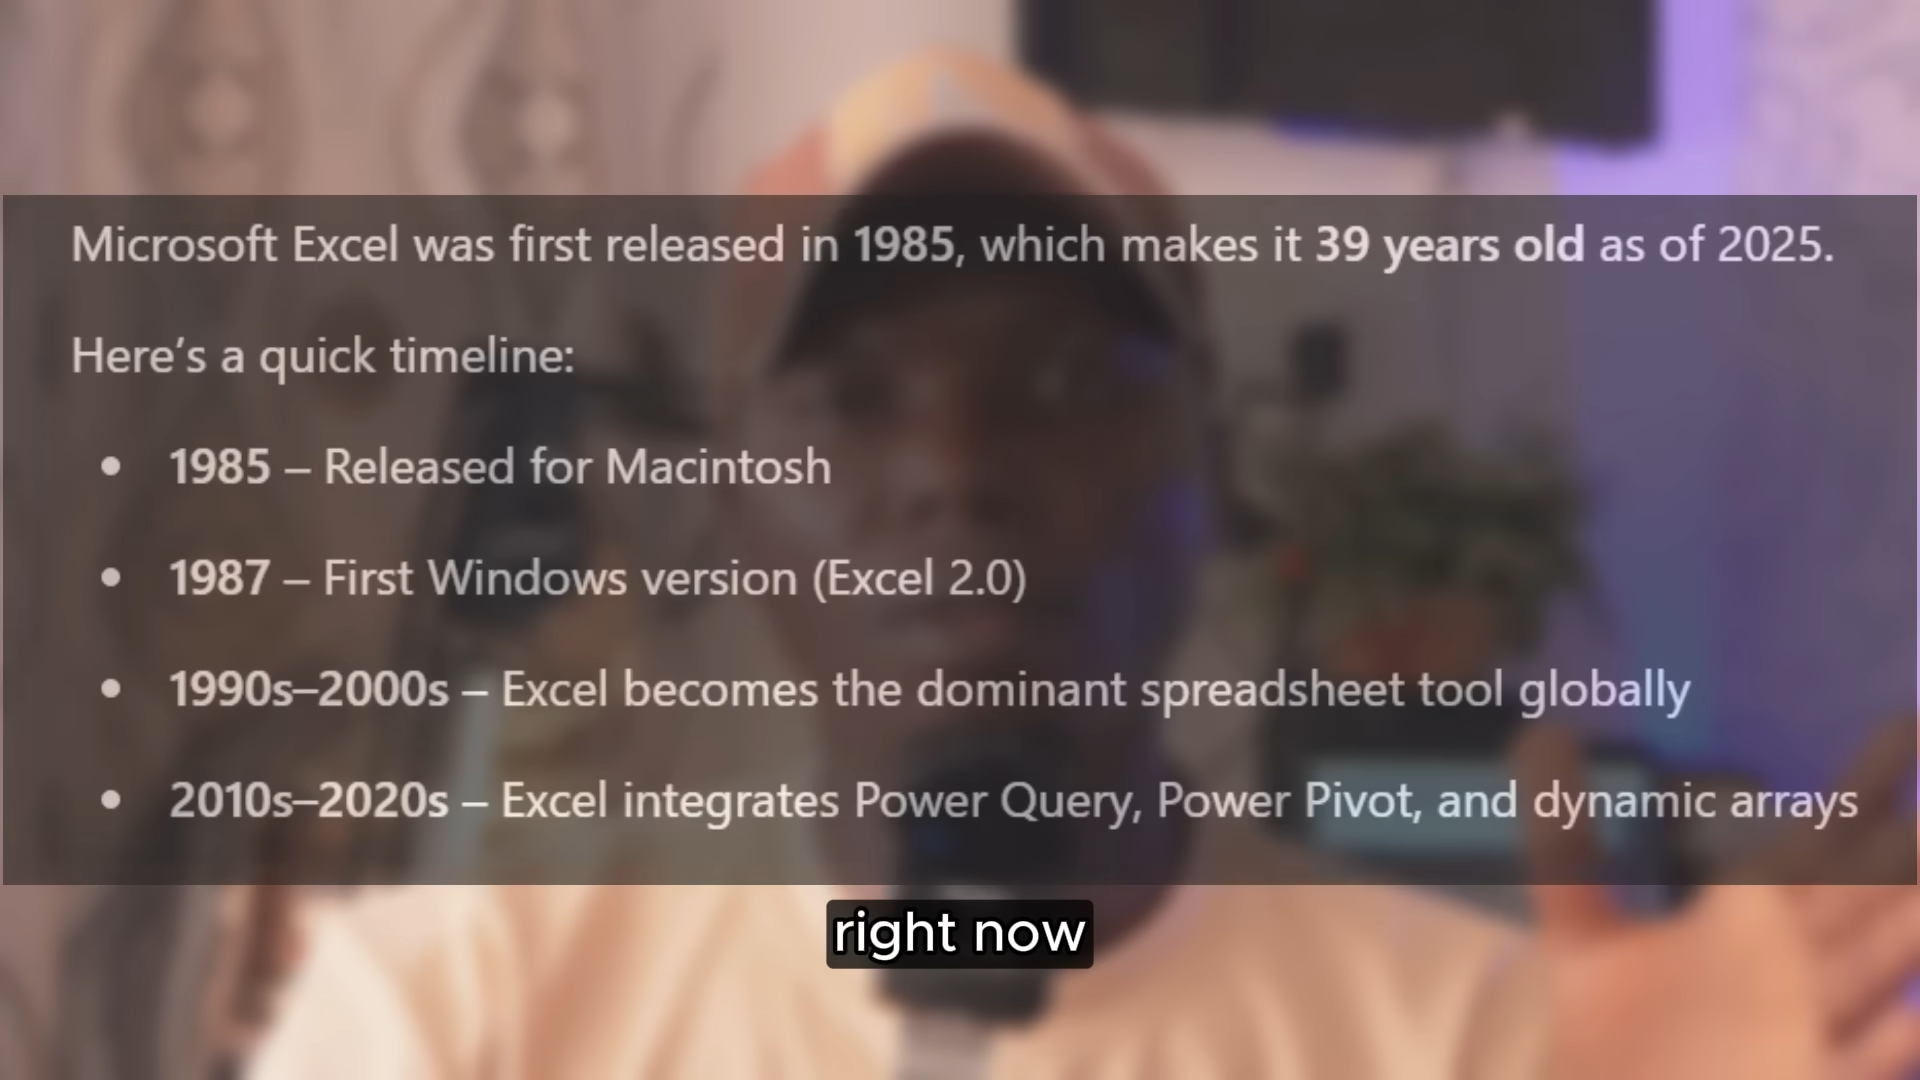 Microsoft Excel was first released in 1985, which makes it 39 years old as of 2025.
Here’s a quick timeline:
• 1985 – Released for Macintosh
• 1987 – First Windows version (Excel 2.0)
• 1990s–2000s – Excel becomes the dominant spreadsheet tool globally
• 2010s–2020s – Excel integrates Power Query, Power Pivot, and dynamic arrays
right now